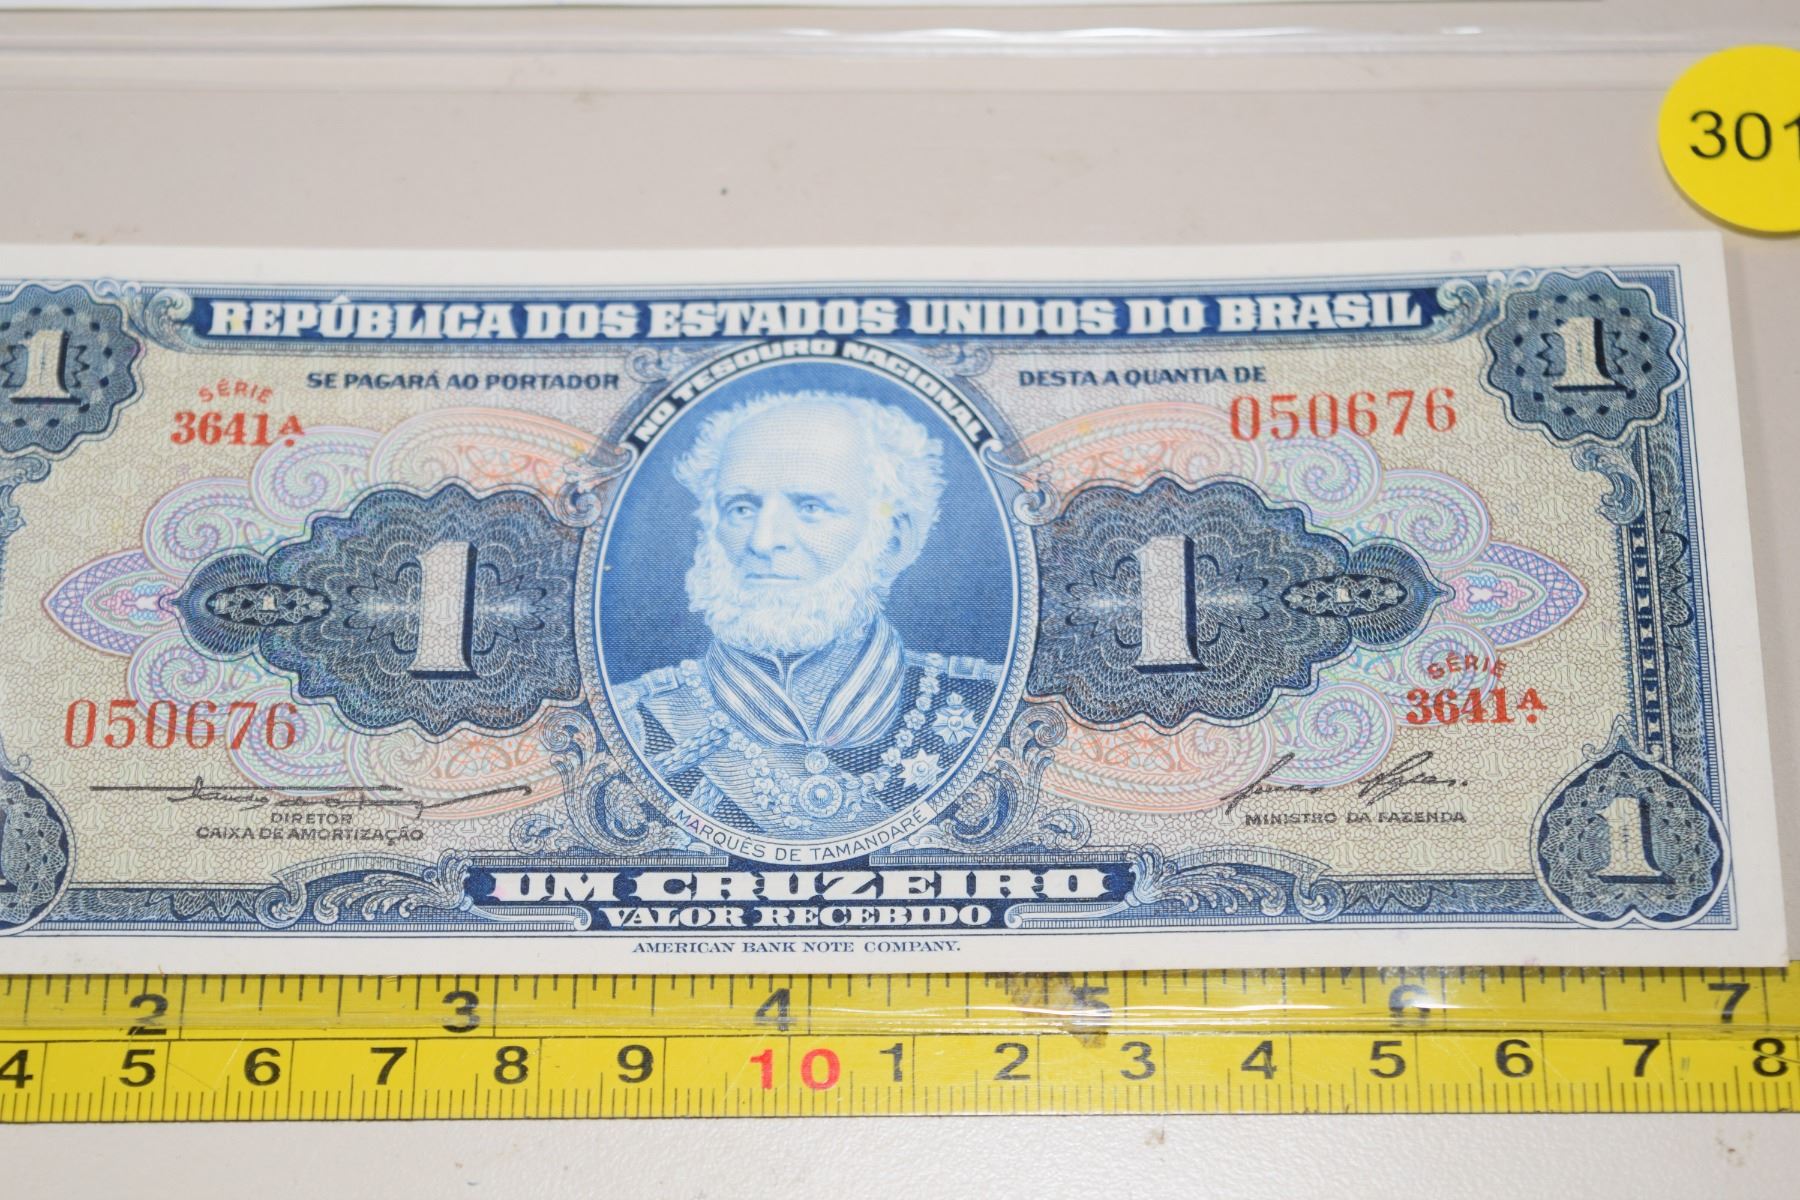 301
REPÚBLICA DOS ESTADOS UNIDOS DO BRASIL
NO TESOURO NACIONAL
1
1
SE PAGARÁ AO PORTADOR
DESTA A QUANTIA DE
SÉRIE
3641A.
050676
1
1
050676
SÉRIE
3641A.
DIRETOR
CAIXA DE AMORTIZAÇÃO
MINISTRO DA FAZENDA
MARQUÊS DE TAMANDARÉ
1
UM CRUZEIRO
VALOR RECEBIDO
AMERICAN BANK NOTE COMPANY.
2 3 4 5 6 7
4 5 6 7 8 9 10 1 2 3 4 5 6 7 8